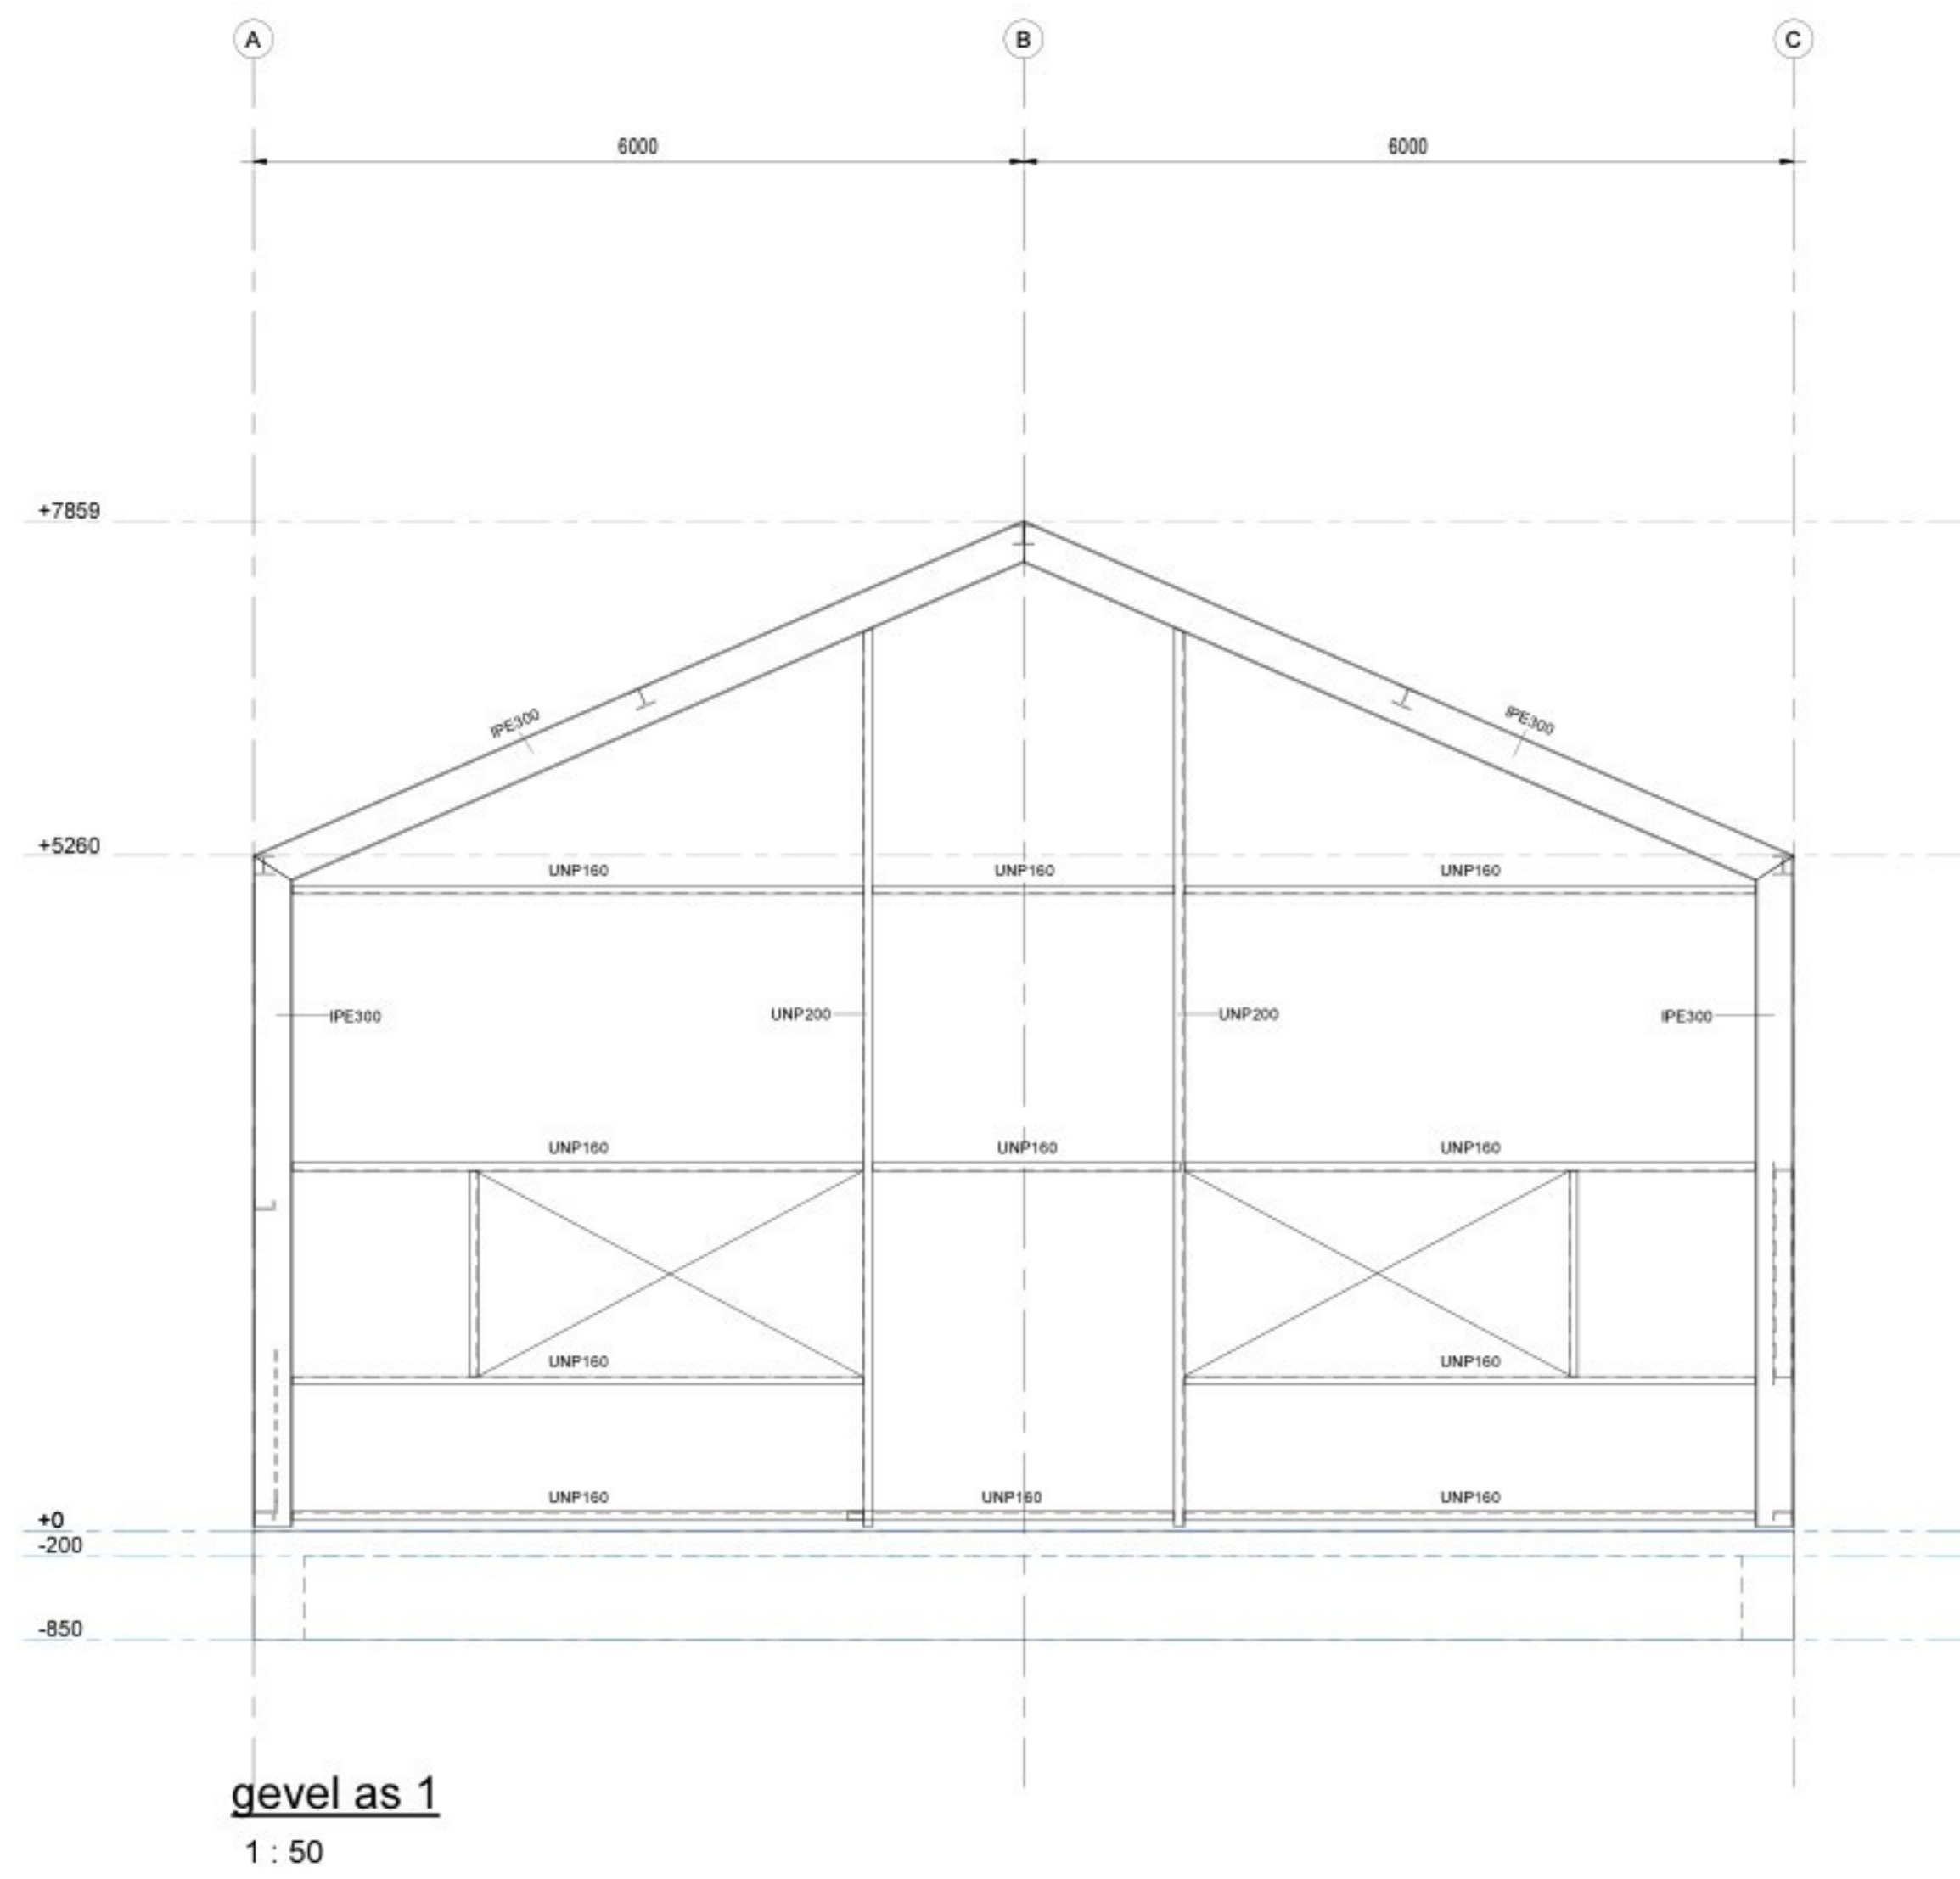 A B C
6000 6000
+7859
IPE300 IPE300
+5260
UNP160 UNP160 UNP160
IPE300 UNP200 UNP200 IPE300
UNP160 UNP160 UNP160
UNP160 UNP160
UNP160 UNP160 UNP160
+0
-200
-850
gevel as 1
1 : 50